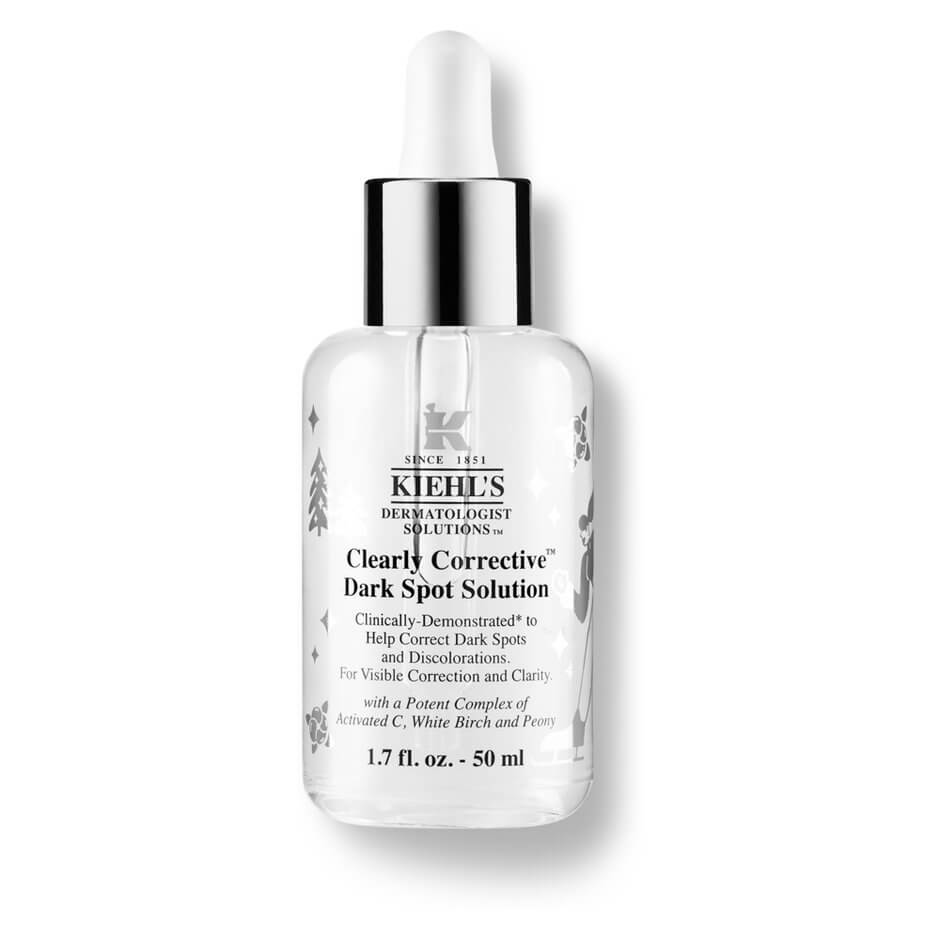 K
SINCE 1851
KIEHL'S
DERMATOLOGIST
SOLUTIONS™
Clearly Corrective™
Dark Spot Solution
Clinically-Demonstrated* to
Help Correct Dark Spots
and Discolorations.
For Visible Correction and Clarity.
with a Potent Complex of
Activated C, White Birch and Peony
1.7 fl. oz. - 50 ml